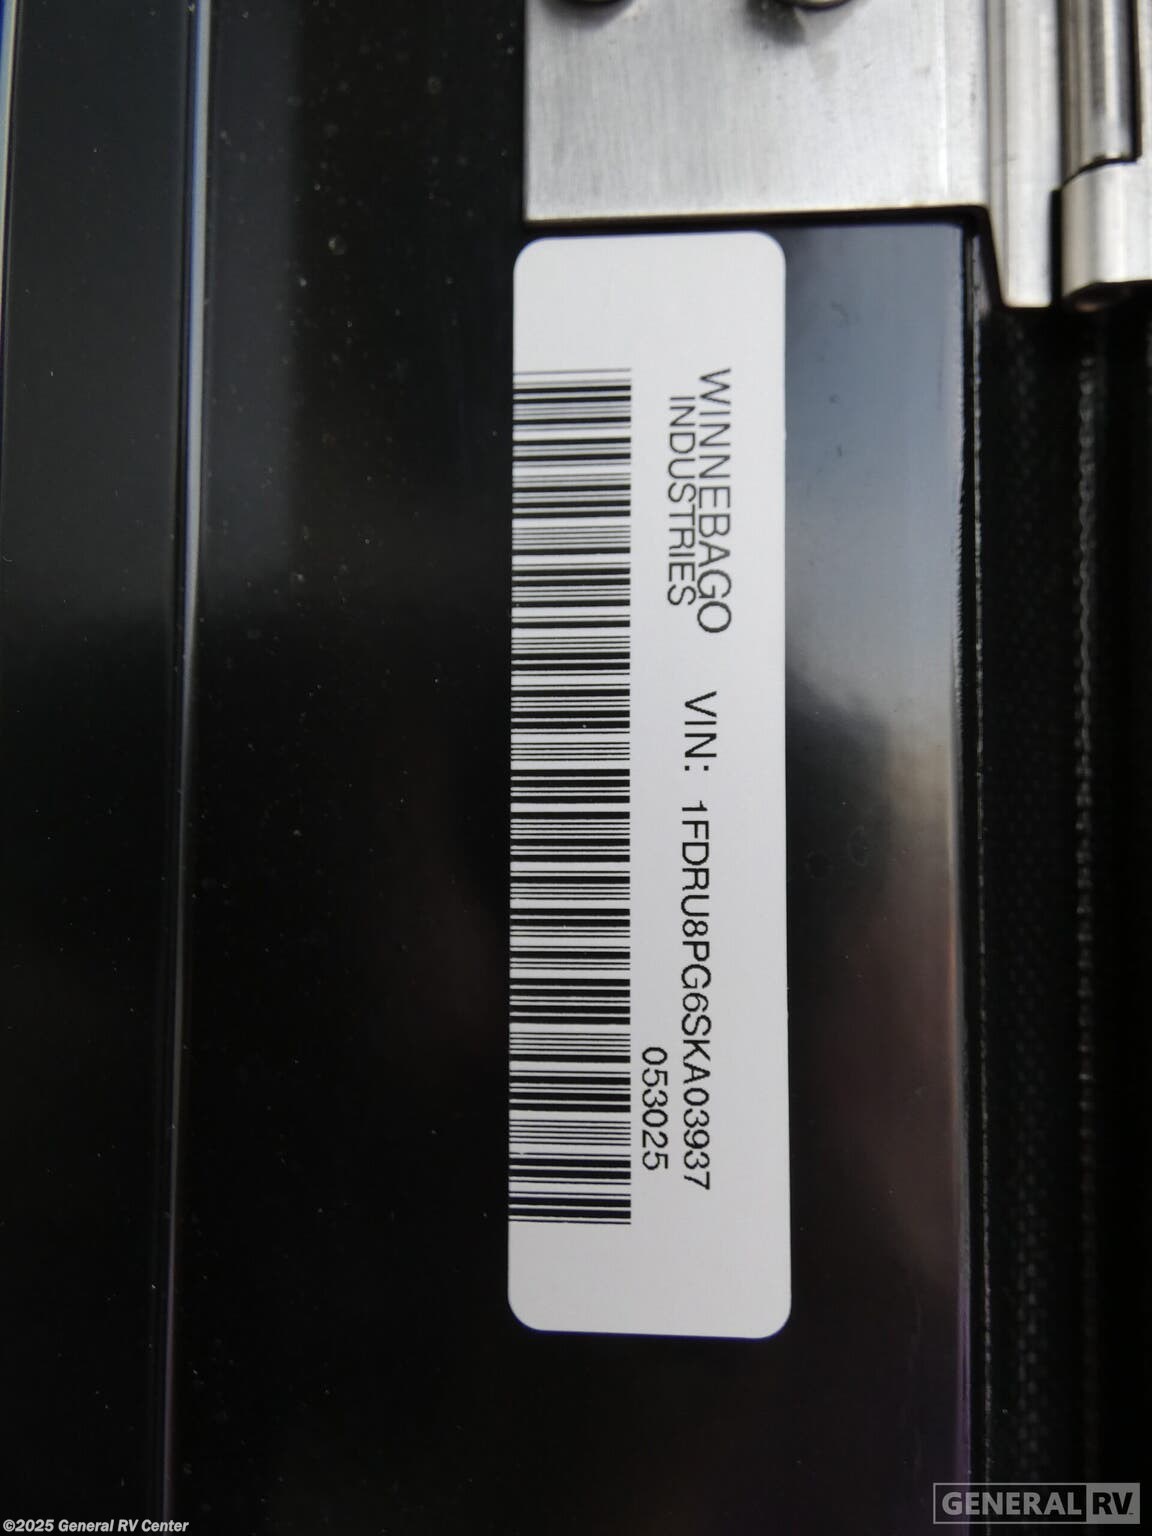 WINNEBAGO
INDUSTRIES
VIN: 1FDRU8PG6SKA03937
053025
©2025 General RV Center
GENERAL RV